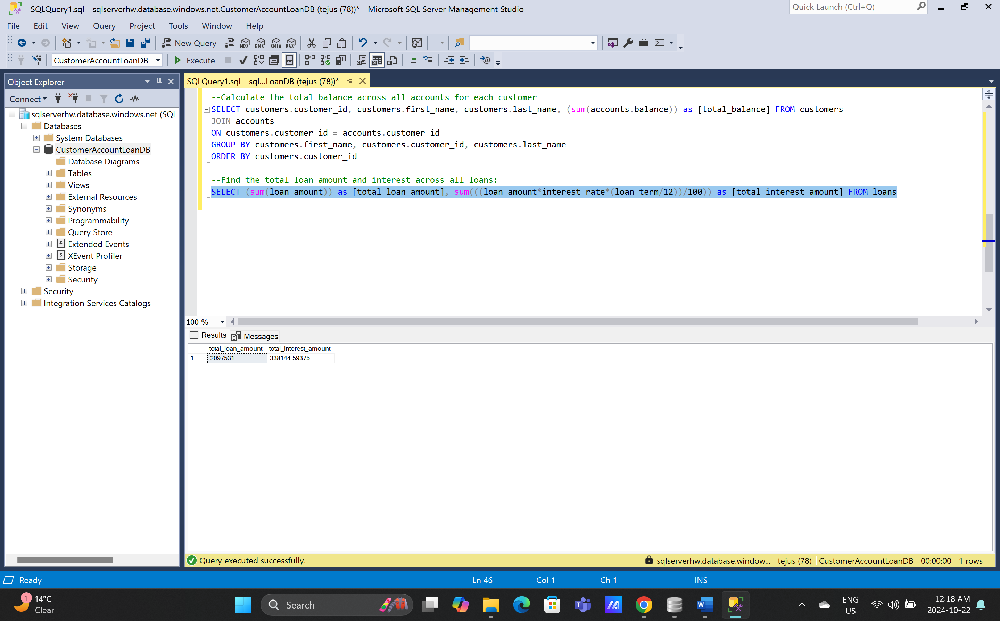 SQLQuery1.sql - sqlserverhw.database.windows.net.CustomerAccountLoanDB (tejus (78))* - Microsoft SQL Server Management Studio
Quick Launch (Ctrl+Q)
File Edit View Query Project Tools Window Help
New Query MDX DMX XMLA DAX
CustomerAccountLoanDB Execute
Object Explorer
Connect
sqlserverhw.database.windows.net (SQL
Databases
System Databases
CustomerAccountLoanDB
Database Diagrams
Tables
Views
External Resources
Synonyms
Programmability
Query Store
Extended Events
XEvent Profiler
Storage
Security
Security
Integration Services Catalogs
SQLQuery1.sql - sql...LoanDB (tejus (78))*
--Calculate the total balance across all accounts for each customer
SELECT customers.customer_id, customers.first_name, customers.last_name, (sum(accounts.balance)) as [total_balance] FROM customers
JOIN accounts
ON customers.customer_id = accounts.customer_id
GROUP BY customers.first_name, customers.customer_id, customers.last_name
ORDER BY customers.customer_id
--Find the total loan amount and interest across all loans:
SELECT (sum(loan_amount)) as [total_loan_amount], sum(((loan_amount*interest_rate*(loan_term/12))/100)) as [total_interest_amount] FROM loans
100 %
Results Messages
total_loan_amount total_interest_amount
1 2097531 338144.59375
Query executed successfully. sqlserverhw.database.window... tejus (78) CustomerAccountLoanDB 00:00:00 1 rows
Ready Ln 46 Col 1 Ch 1 INS
1
14°C
Clear
Search
ENG
US
12:18 AM
2024-10-22